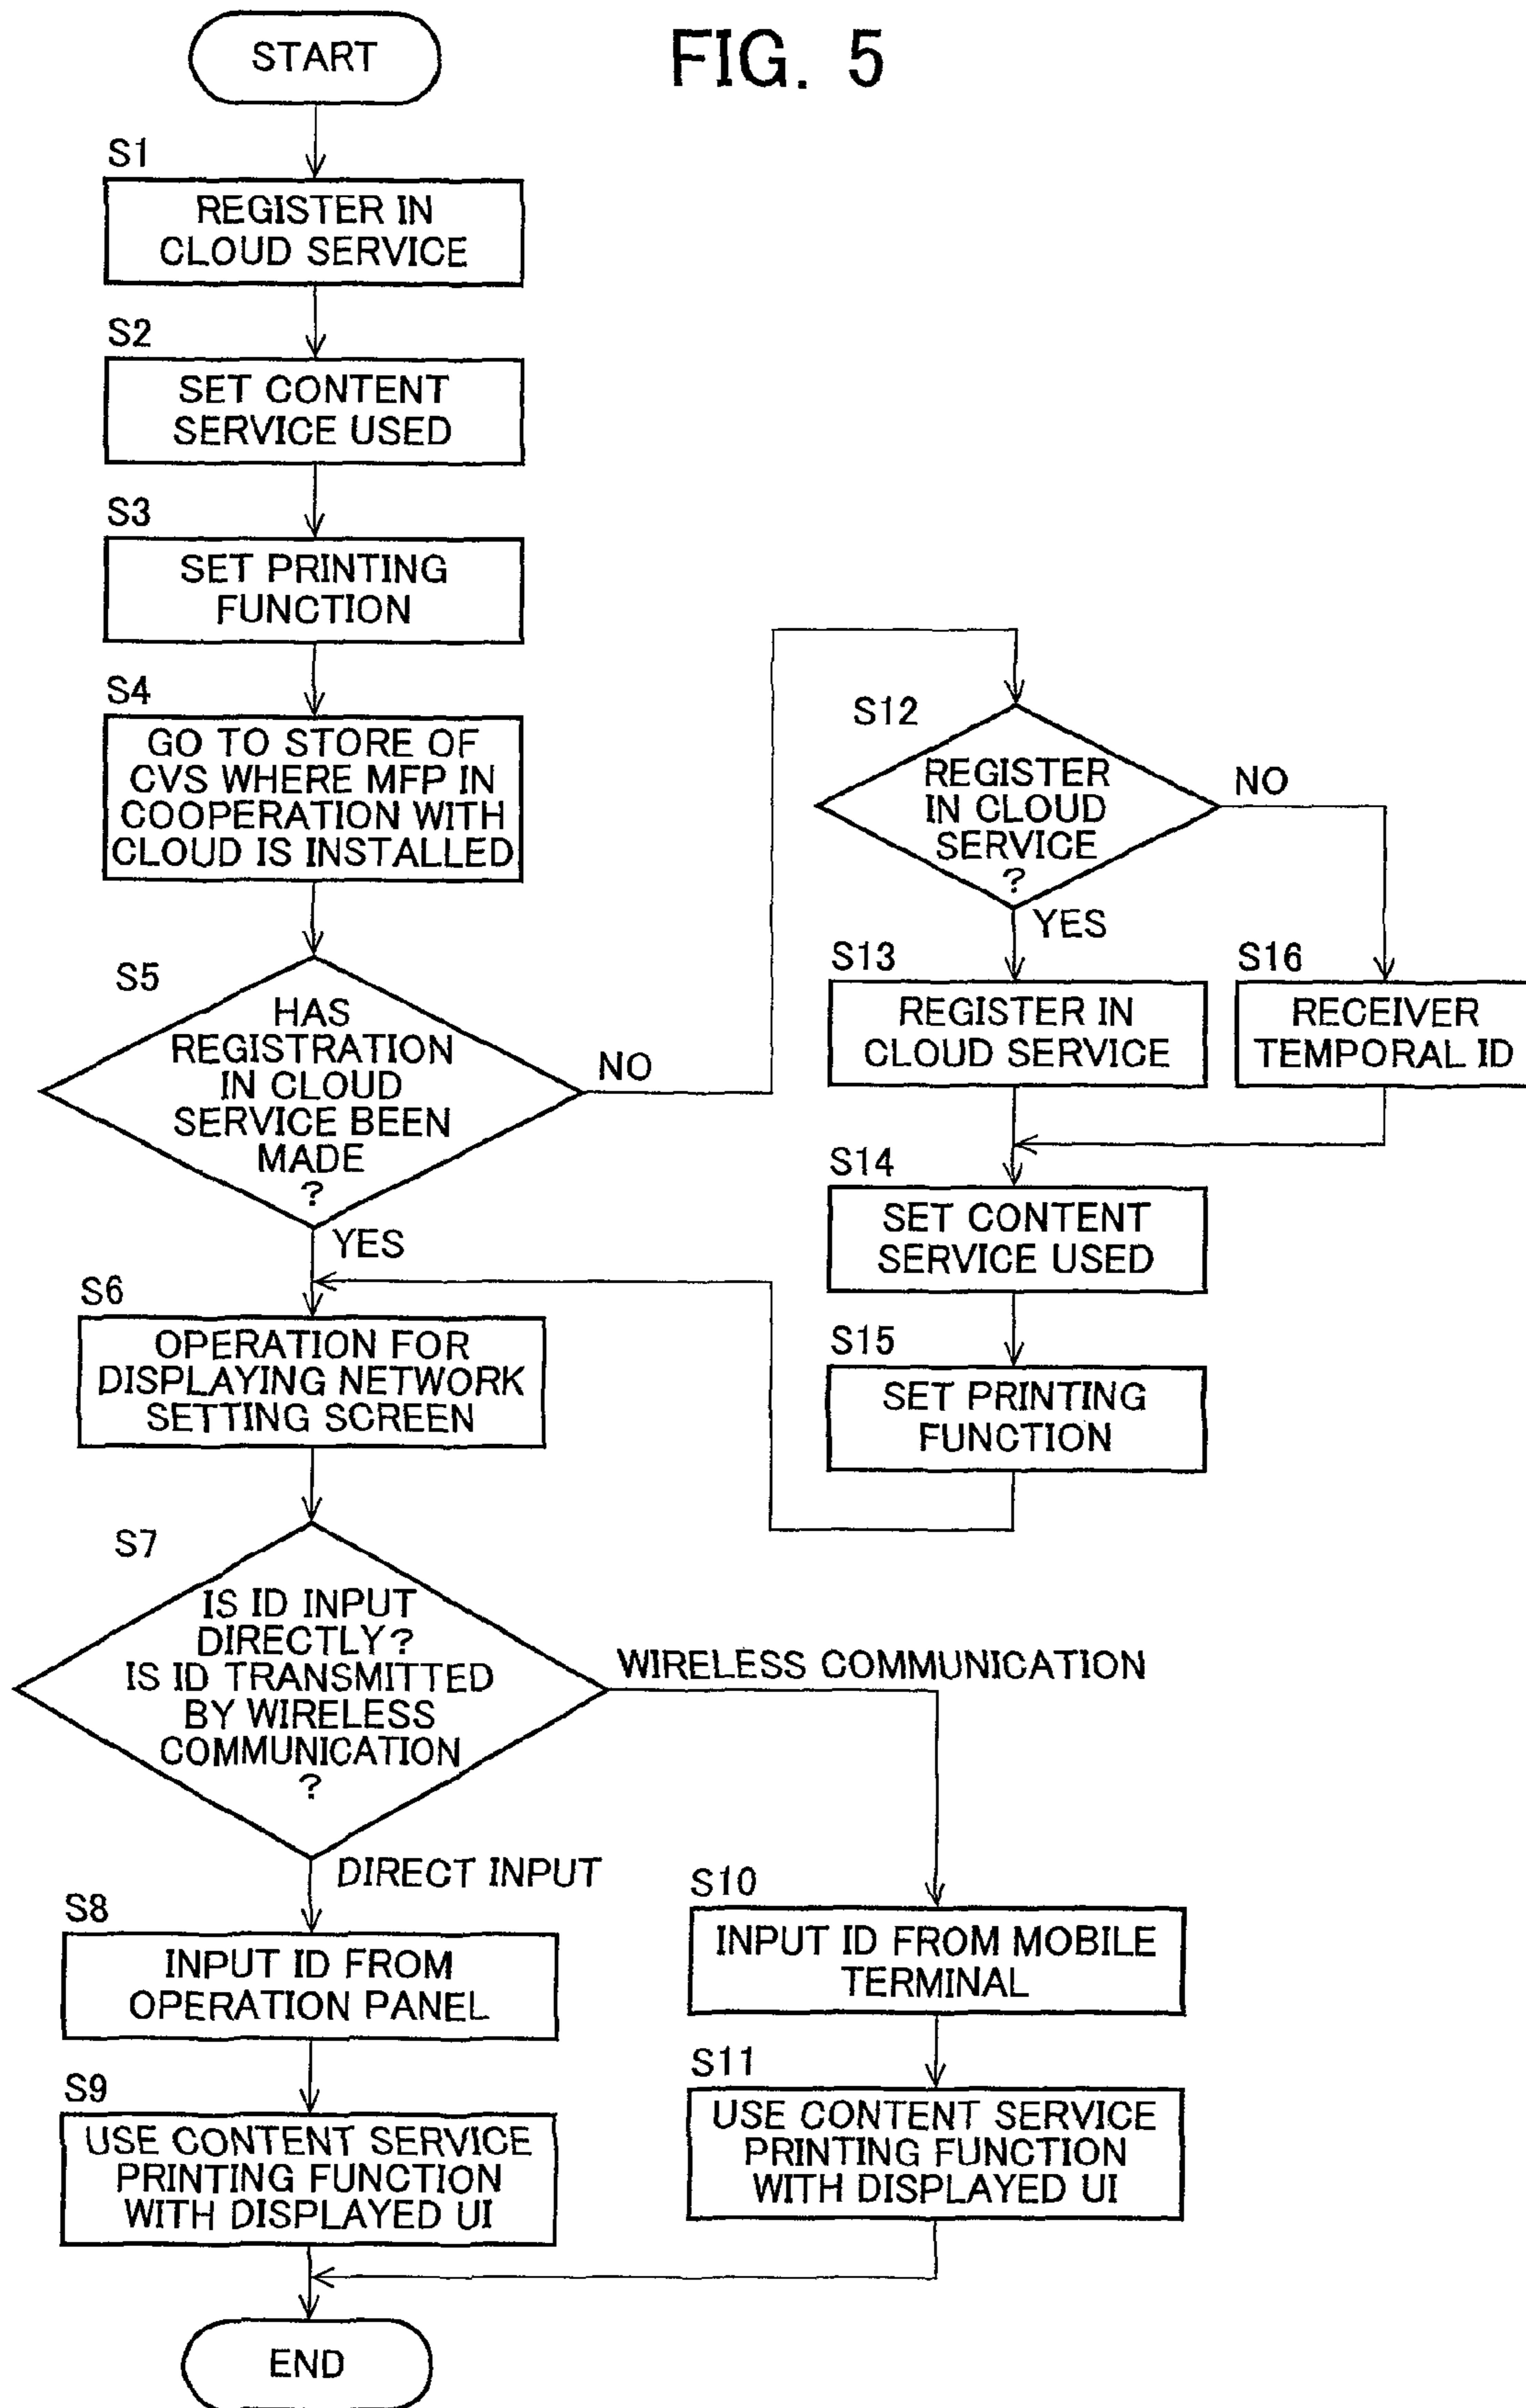 FIG. 5
START
S1
REGISTER IN
CLOUD SERVICE
S2
SET CONTENT
SERVICE USED
S3
SET PRINTING
FUNCTION
S4
GO TO STORE OF
CVS WHERE MFP IN
COOPERATION WITH
CLOUD IS INSTALLED
S5
HAS
REGISTRATION
IN CLOUD
SERVICE BEEN
MADE
?
NO
YES
S6
OPERATION FOR
DISPLAYING NETWORK
SETTING SCREEN
S7
IS ID INPUT
DIRECTLY?
IS ID TRANSMITTED
BY WIRELESS
COMMUNICATION
?
WIRELESS COMMUNICATION
DIRECT INPUT
S8
INPUT ID FROM
OPERATION PANEL
S9
USE CONTENT SERVICE
PRINTING FUNCTION
WITH DISPLAYED UI
S10
INPUT ID FROM MOBILE
TERMINAL
S11
USE CONTENT SERVICE
PRINTING FUNCTION
WITH DISPLAYED UI
S12
REGISTER
IN CLOUD
SERVICE
?
NO
YES
S13
REGISTER IN
CLOUD SERVICE
S16
RECEIVER
TEMPORAL ID
S14
SET CONTENT
SERVICE USED
S15
SET PRINTING
FUNCTION
END